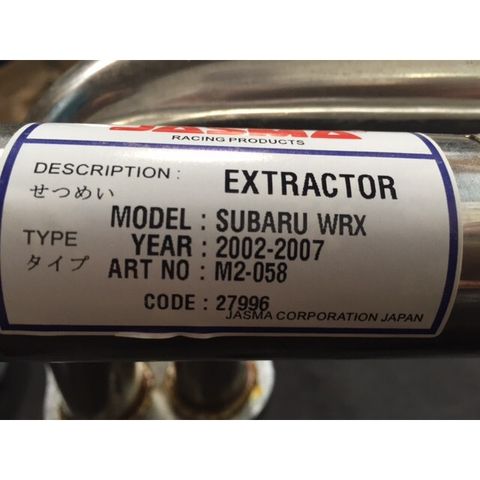 JASMA
RACING PRODUCTS
DESCRIPTION : EXTRACTOR
せつめい
MODEL : SUBARU WRX
TYPE YEAR : 2002-2007
タイプ ART NO : M2-058
CODE : 27996
JASMA CORPORATION JAPAN